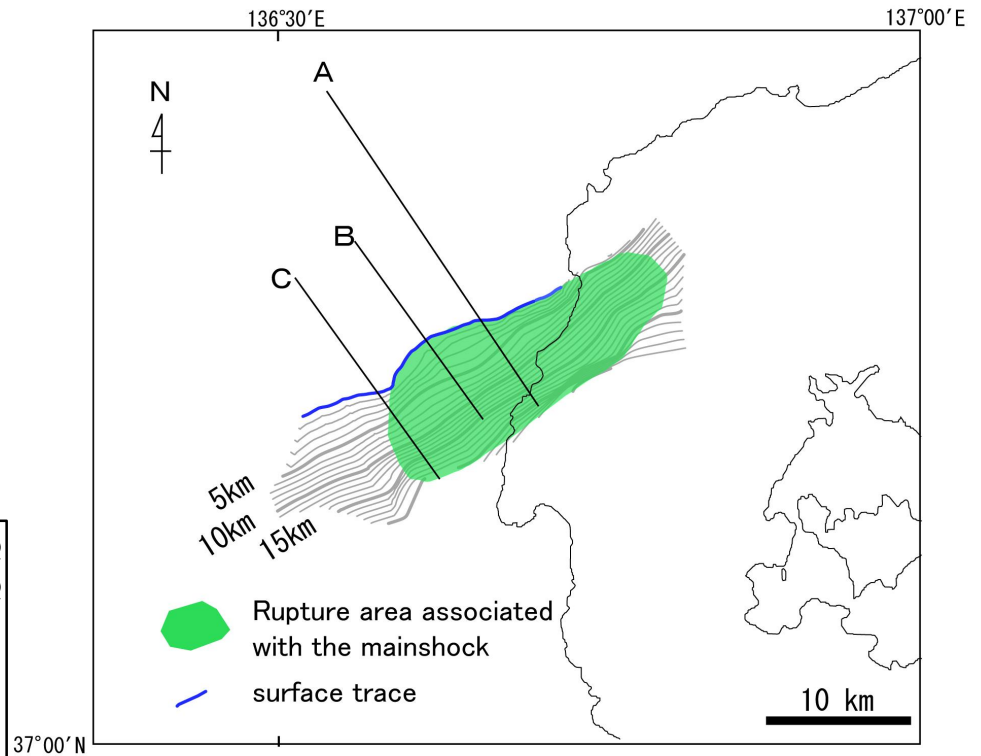 136°30′E
137°00′E
A
N
B
C
5km
10km
15km
Rupture area associated
with the mainshock
surface trace
10 km
37°00′N